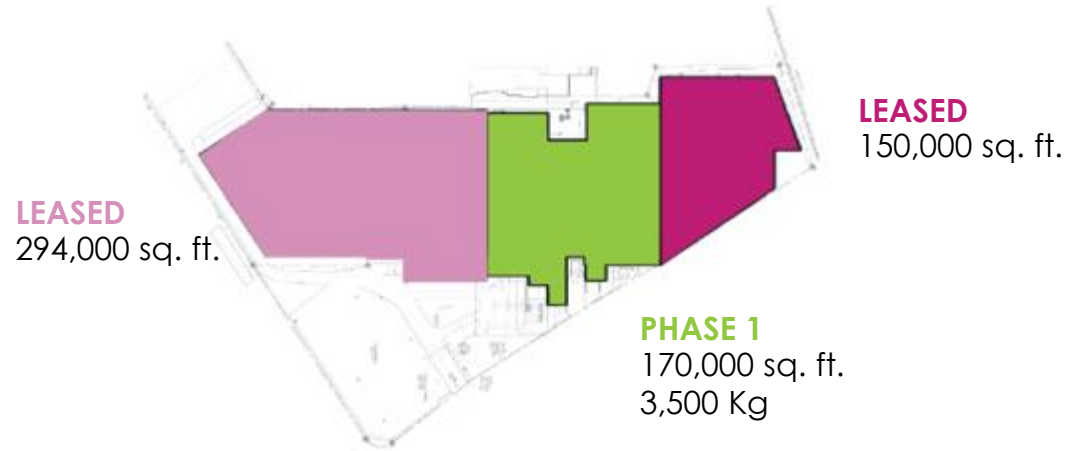 LEASED
150,000 sq. ft.
LEASED
294,000 sq. ft.
PHASE 1
170,000 sq. ft.
3,500 Kg